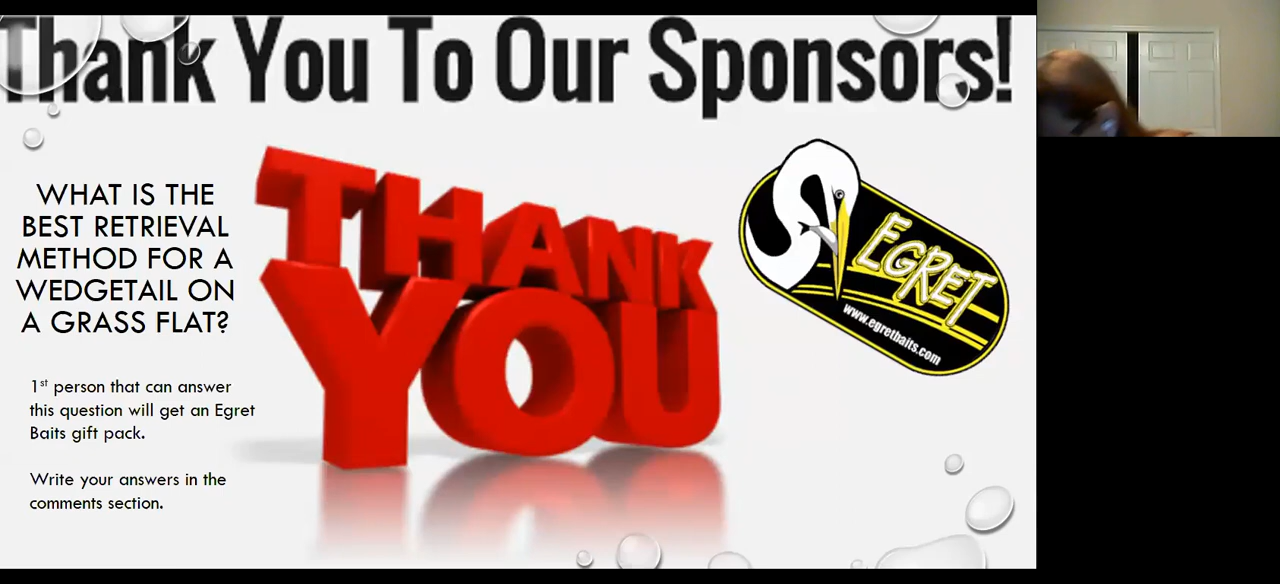 Thank You To Our Sponsors!
WHAT IS THE
BEST RETRIEVAL
METHOD FOR A
WEDGETAIL ON
A GRASS FLAT?
1st person that can answer
this question will get an Egret
Baits gift pack.
Write your answers in the
comments section.
THANK
YOU
EGRET
www.egretbaits.com